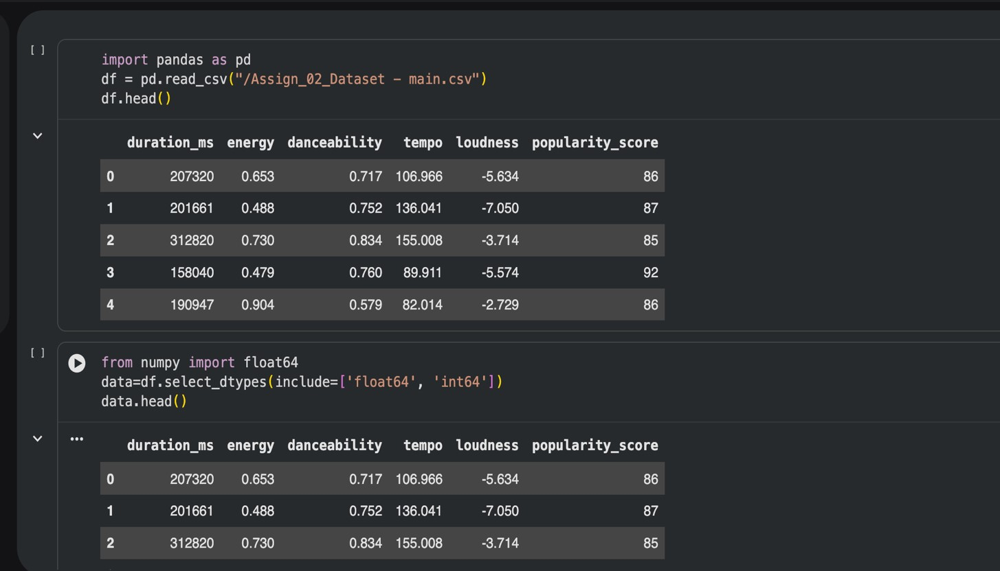 [ ]
import pandas as pd
df = pd.read_csv("/Assign_02_Dataset - main.csv")
df.head()
duration_ms energy danceability tempo loudness popularity_score
0 207320 0.653 0.717 106.966 -5.634 86
1 201661 0.488 0.752 136.041 -7.050 87
2 312820 0.730 0.834 155.008 -3.714 85
3 158040 0.479 0.760 89.911 -5.574 92
4 190947 0.904 0.579 82.014 -2.729 86
[ ]
from numpy import float64
data=df.select_dtypes(include=['float64', 'int64'])
data.head()
duration_ms energy danceability tempo loudness popularity_score
0 207320 0.653 0.717 106.966 -5.634 86
1 201661 0.488 0.752 136.041 -7.050 87
2 312820 0.730 0.834 155.008 -3.714 85